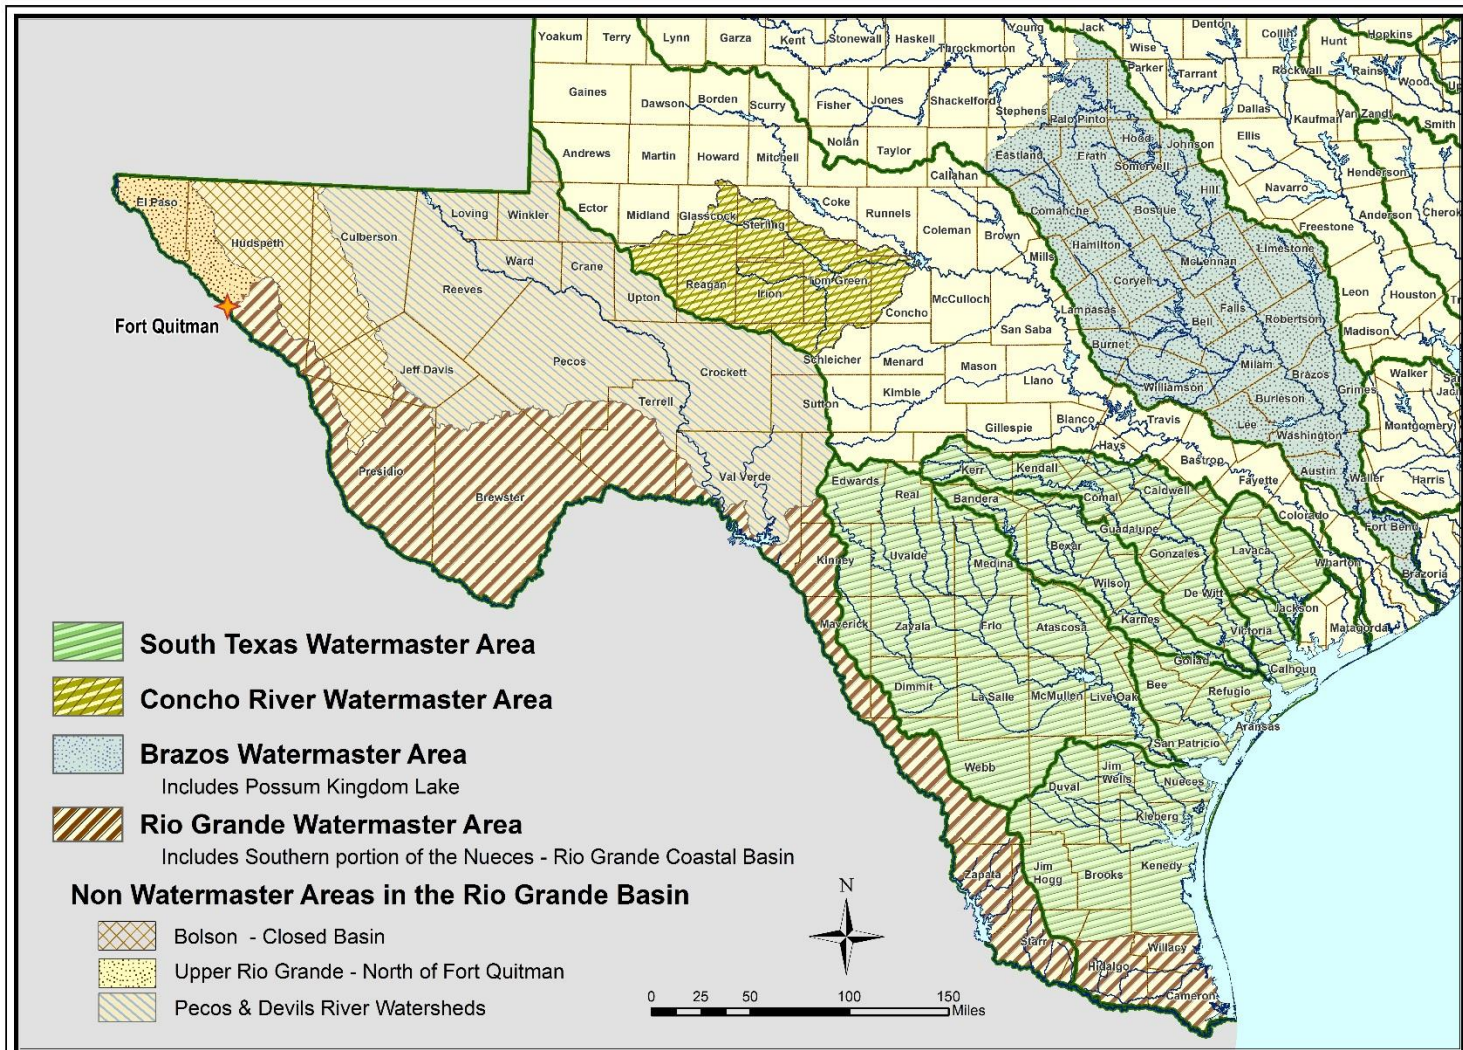 Yoakum Terry Lynn Garza Kent Stonewall Haskell Throckmorton Young Jack Wise Denton Collin Hunt Hopkins
Gaines Dawson Borden Scurry Fisher Jones Shackelford Stephens Palo Pinto Parker Tarrant Dallas Rockwall Rains Wood
Kaufman Van Zandt Smith
Andrews Martin Howard Mitchell Nolan Taylor Callahan Eastland Erath Hood Somervell Johnson Ellis Navarro Henderson
El Paso Hudspeth Culberson Loving Winkler Ector Midland Glasscock Sterling Coke Runnels Coleman Brown Comanche Bosque Hill Freestone Anderson
Ward Crane Reeves Upton Reagan Irion Tom Green Concho McCulloch Mills Hamilton Coryell McLennan Limestone Leon Houston
Fort Quitman
Jeff Davis Pecos Crockett Schleicher Menard San Saba Lampasas Bell Falls Robertson Madison
Mason Llano Burnet Williamson Milam Brazos Grimes Walker
Terrell Sutton Kimble Gillespie Blanco Travis Lee Burleson Washington Montgomery
Presidio Brewster Val Verde Edwards Real Kerr Kendall Hays Bastrop Fayette Austin Waller Harris
Bandera Comal Caldwell Colorado Fort Bend
Kinney Uvalde Medina Bexar Guadalupe Gonzales Lavaca Wharton Brazoria
Wilson De Witt Jackson Matagorda
Maverick Zavala Frio Atascosa Karnes Victoria
Goliad Calhoun
Dimmit La Salle McMullen Live Oak Bee Refugio
Aransas
San Patricio
Webb Duval Jim Wells Nueces
Kleberg
Zapata Jim Hogg Brooks Kenedy
Starr Hidalgo Willacy
Cameron
South Texas Watermaster Area
Concho River Watermaster Area
Brazos Watermaster Area
Includes Possum Kingdom Lake
Rio Grande Watermaster Area
Includes Southern portion of the Nueces - Rio Grande Coastal Basin
Non Watermaster Areas in the Rio Grande Basin
Bolson - Closed Basin
Upper Rio Grande - North of Fort Quitman
Pecos & Devils River Watersheds
N
0 25 50 100 150
Miles